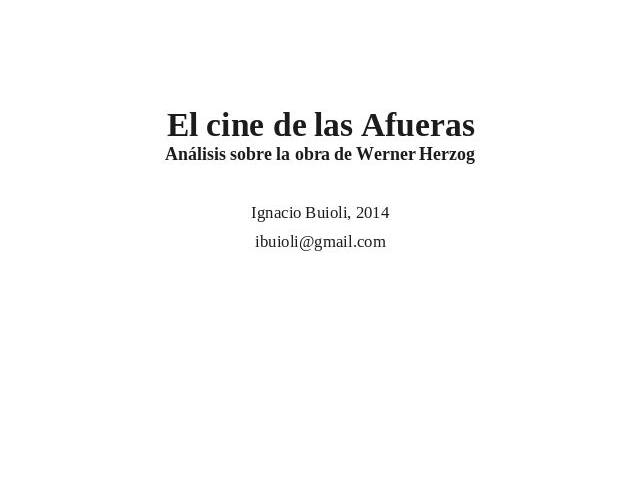 El cine de las Afueras
Análisis sobre la obra de Werner Herzog
Ignacio Buioli, 2014
ibuioli@gmail.com